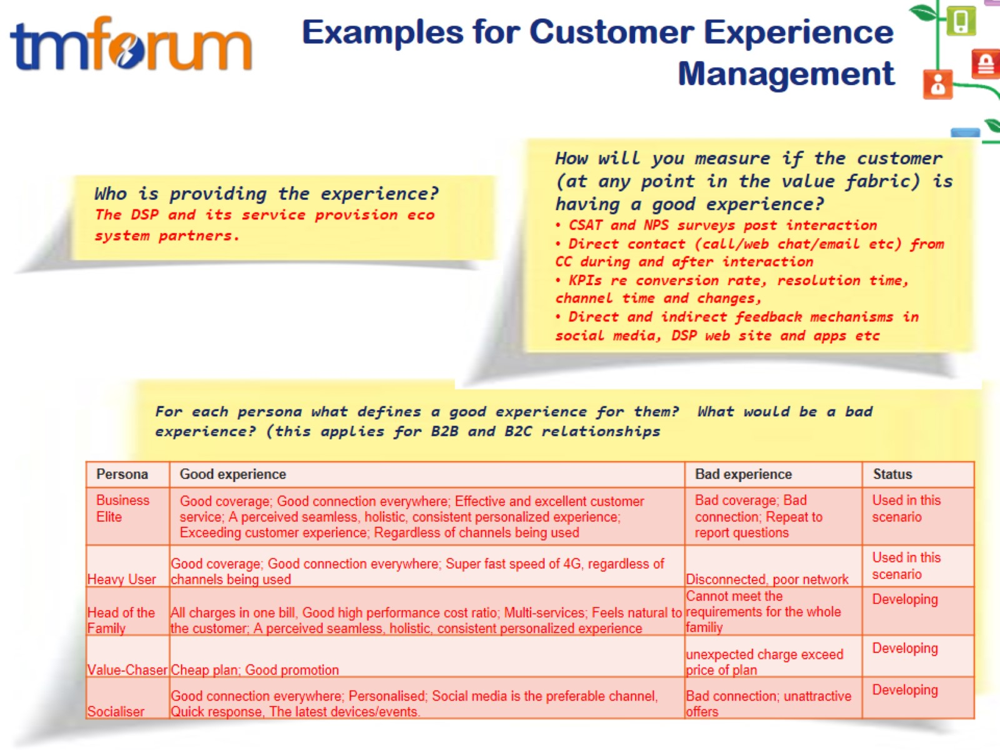 tmforum
Examples for Customer Experience
Management
Who is providing the experience?
The DSP and its service provision eco
system partners.
How will you measure if the customer
(at any point in the value fabric) is
having a good experience?
• CSAT and NPS surveys post interaction
• Direct contact (call/web chat/email etc) from
CC during and after interaction
• KPIs re conversion rate, resolution time,
channel time and changes,
• Direct and indirect feedback mechanisms in
social media, DSP web site and apps etc
For each persona what defines a good experience for them?  What would be a bad
experience? (this applies for B2B and B2C relationships
Persona
Good experience
Bad experience
Status
Business
Elite
Good coverage; Good connection everywhere; Effective and excellent customer
service; A perceived seamless, holistic, consistent personalized experience;
Exceeding customer experience; Regardless of channels being used
Bad coverage; Bad
connection; Repeat to
report questions
Used in this
scenario
Heavy User
Good coverage; Good connection everywhere; Super fast speed of 4G, regardless of
channels being used
Disconnected, poor network
Used in this
scenario
Head of the
Family
All charges in one bill, Good high performance cost ratio; Multi-services; Feels natural to
the customer; A perceived seamless, holistic, consistent personalized experience
Cannot meet the
requirements for the whole
familiy
Developing
Value-Chaser
Cheap plan; Good promotion
unexpected charge exceed
price of plan
Developing
Socialiser
Good connection everywhere; Personalised; Social media is the preferable channel,
Quick response, The latest devices/events.
Bad connection; unattractive
offers
Developing